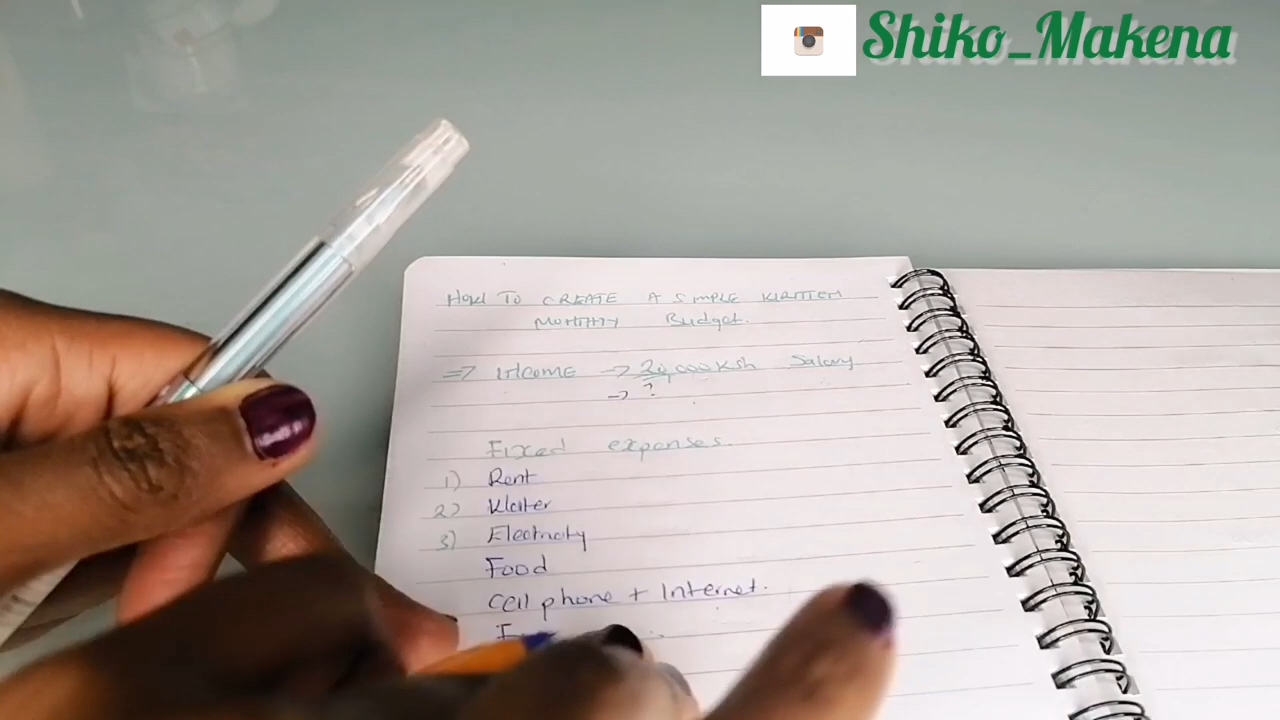 Shiko_Makena
HOW TO CREATE A SIMPLE WRITTEN
MONTHLY Budget.
=> INCOME -> 20,000Ksh Salary
-> ?
Fixed expenses.
1) Rent
2) Water
3) Electricity
Food
Cell phone + Internet.